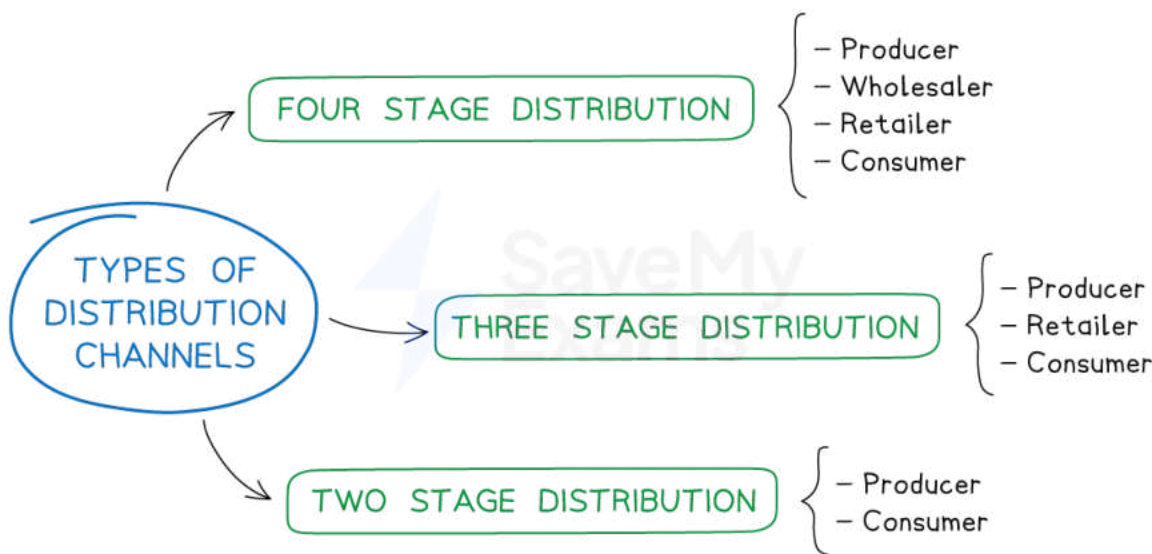 FOUR STAGE DISTRIBUTION
– Producer
– Wholesaler
– Retailer
– Consumer
TYPES OF
DISTRIBUTION
CHANNELS
SaveMy
Exams
THREE STAGE DISTRIBUTION
– Producer
– Retailer
– Consumer
TWO STAGE DISTRIBUTION
– Producer
– Consumer